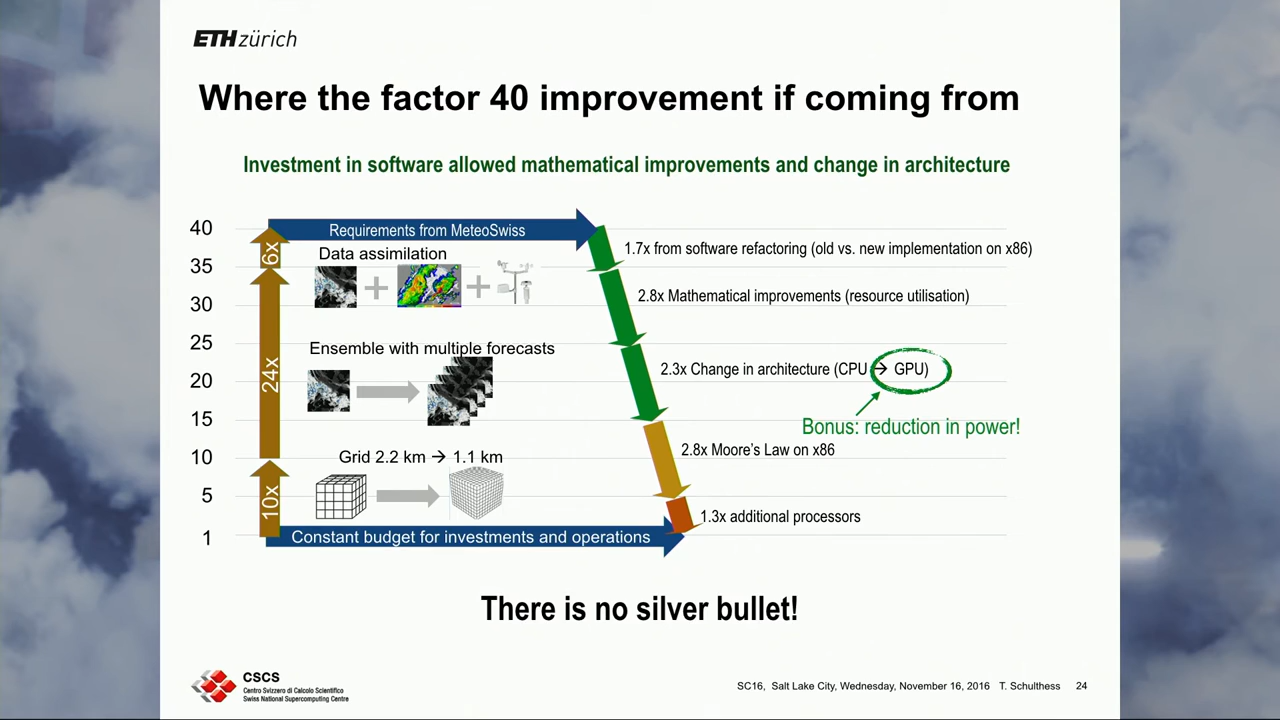 ETH zürich
Where the factor 40 improvement if coming from
Investment in software allowed mathematical improvements and change in architecture
40
35
30
25
20
15
10
5
1
6x
24x
10x
Requirements from MeteoSwiss
Data assimilation
Ensemble with multiple forecasts
Grid 2.2 km → 1.1 km
Constant budget for investments and operations
1.7x from software refactoring (old vs. new implementation on x86)
2.8x Mathematical improvements (resource utilisation)
2.3x Change in architecture (CPU → GPU)
Bonus: reduction in power!
2.8x Moore's Law on x86
1.3x additional processors
There is no silver bullet!
CSCS
Centro Svizzero di Calcolo Scientifico
Swiss National Supercomputing Centre
SC16, Salt Lake City, Wednesday, November 16, 2016 T. Schulthess 24